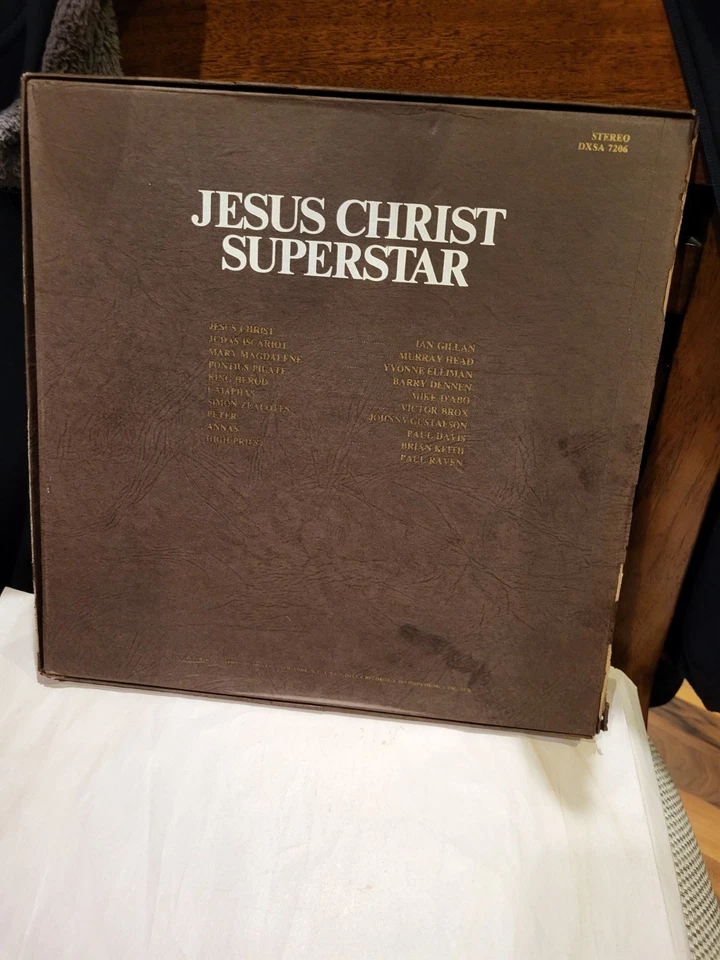 STEREO
DXSA 7206
JESUS CHRIST
SUPERSTAR
JESUS CHRIST IAN GILLAN
JUDAS ISCARIOT MURRAY HEAD
MARY MAGDALENE YVONNE ELLIMAN
PONTIUS PILATE BARRY DENNEN
KING HEROD MIKE D'ABO
CAIAPHAS VICTOR BROX
SIMON ZEALOTES JOHNNY GUSTAFSON
PETER PAUL DAVIS
ANNAS BRIAN KEITH
HIGH PRIEST PAUL RAVEN